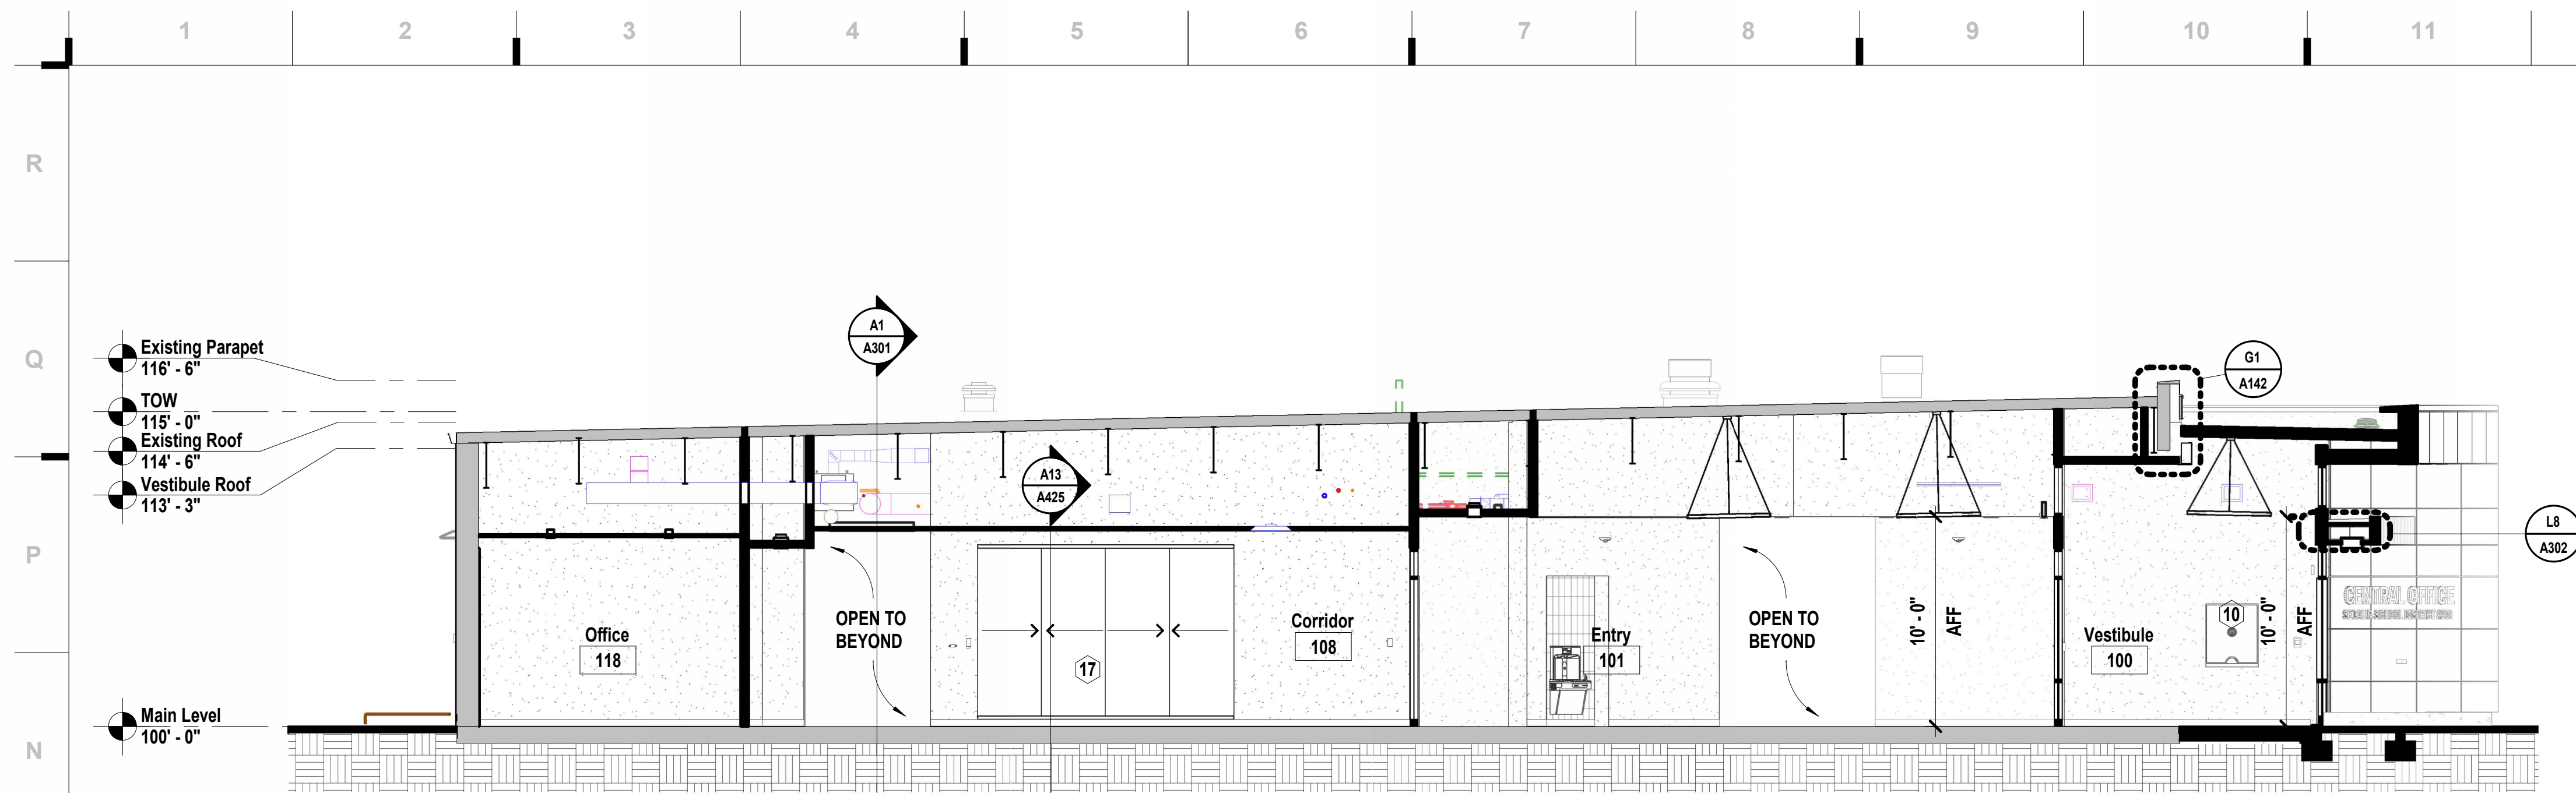 1 2 3 4 5 6 7 8 9 10 11
R
Q
P
N
Existing Parapet
116' - 6"
TOW
115' - 0"
Existing Roof
114' - 6"
Vestibule Roof
113' - 3"
Main Level
100' - 0"
A1
A301
A13
A425
G1
A142
L8
A302
Office
118
OPEN TO
BEYOND
17
Corridor
108
Entry
101
OPEN TO
BEYOND
10' - 0"
AFF
Vestibule
100
10
10' - 0"
AFF
CENTRAL OFFICE